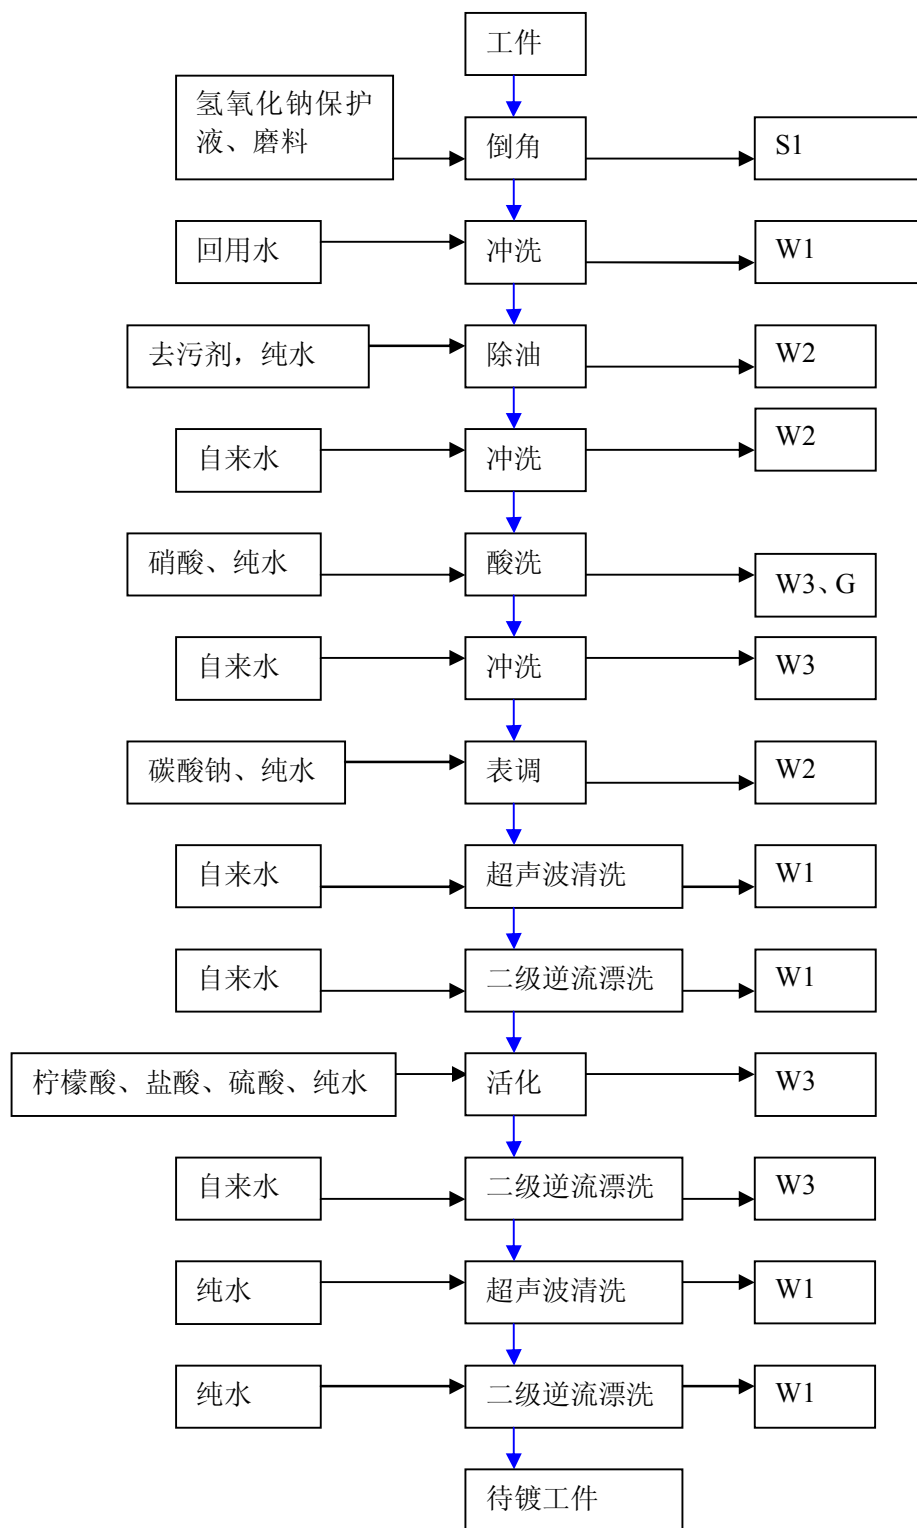 工件
氢氧化钠保护
液、磨料
倒角
S1
回用水
冲洗
W1
去污剂，纯水
除油
W2
自来水
冲洗
W2
硝酸、纯水
酸洗
W3、G
自来水
冲洗
W3
碳酸钠、纯水
表调
W2
自来水
超声波清洗
W1
自来水
二级逆流漂洗
W1
柠檬酸、盐酸、硫酸、纯水
活化
W3
自来水
二级逆流漂洗
W3
纯水
超声波清洗
W1
纯水
二级逆流漂洗
W1
待镀工件